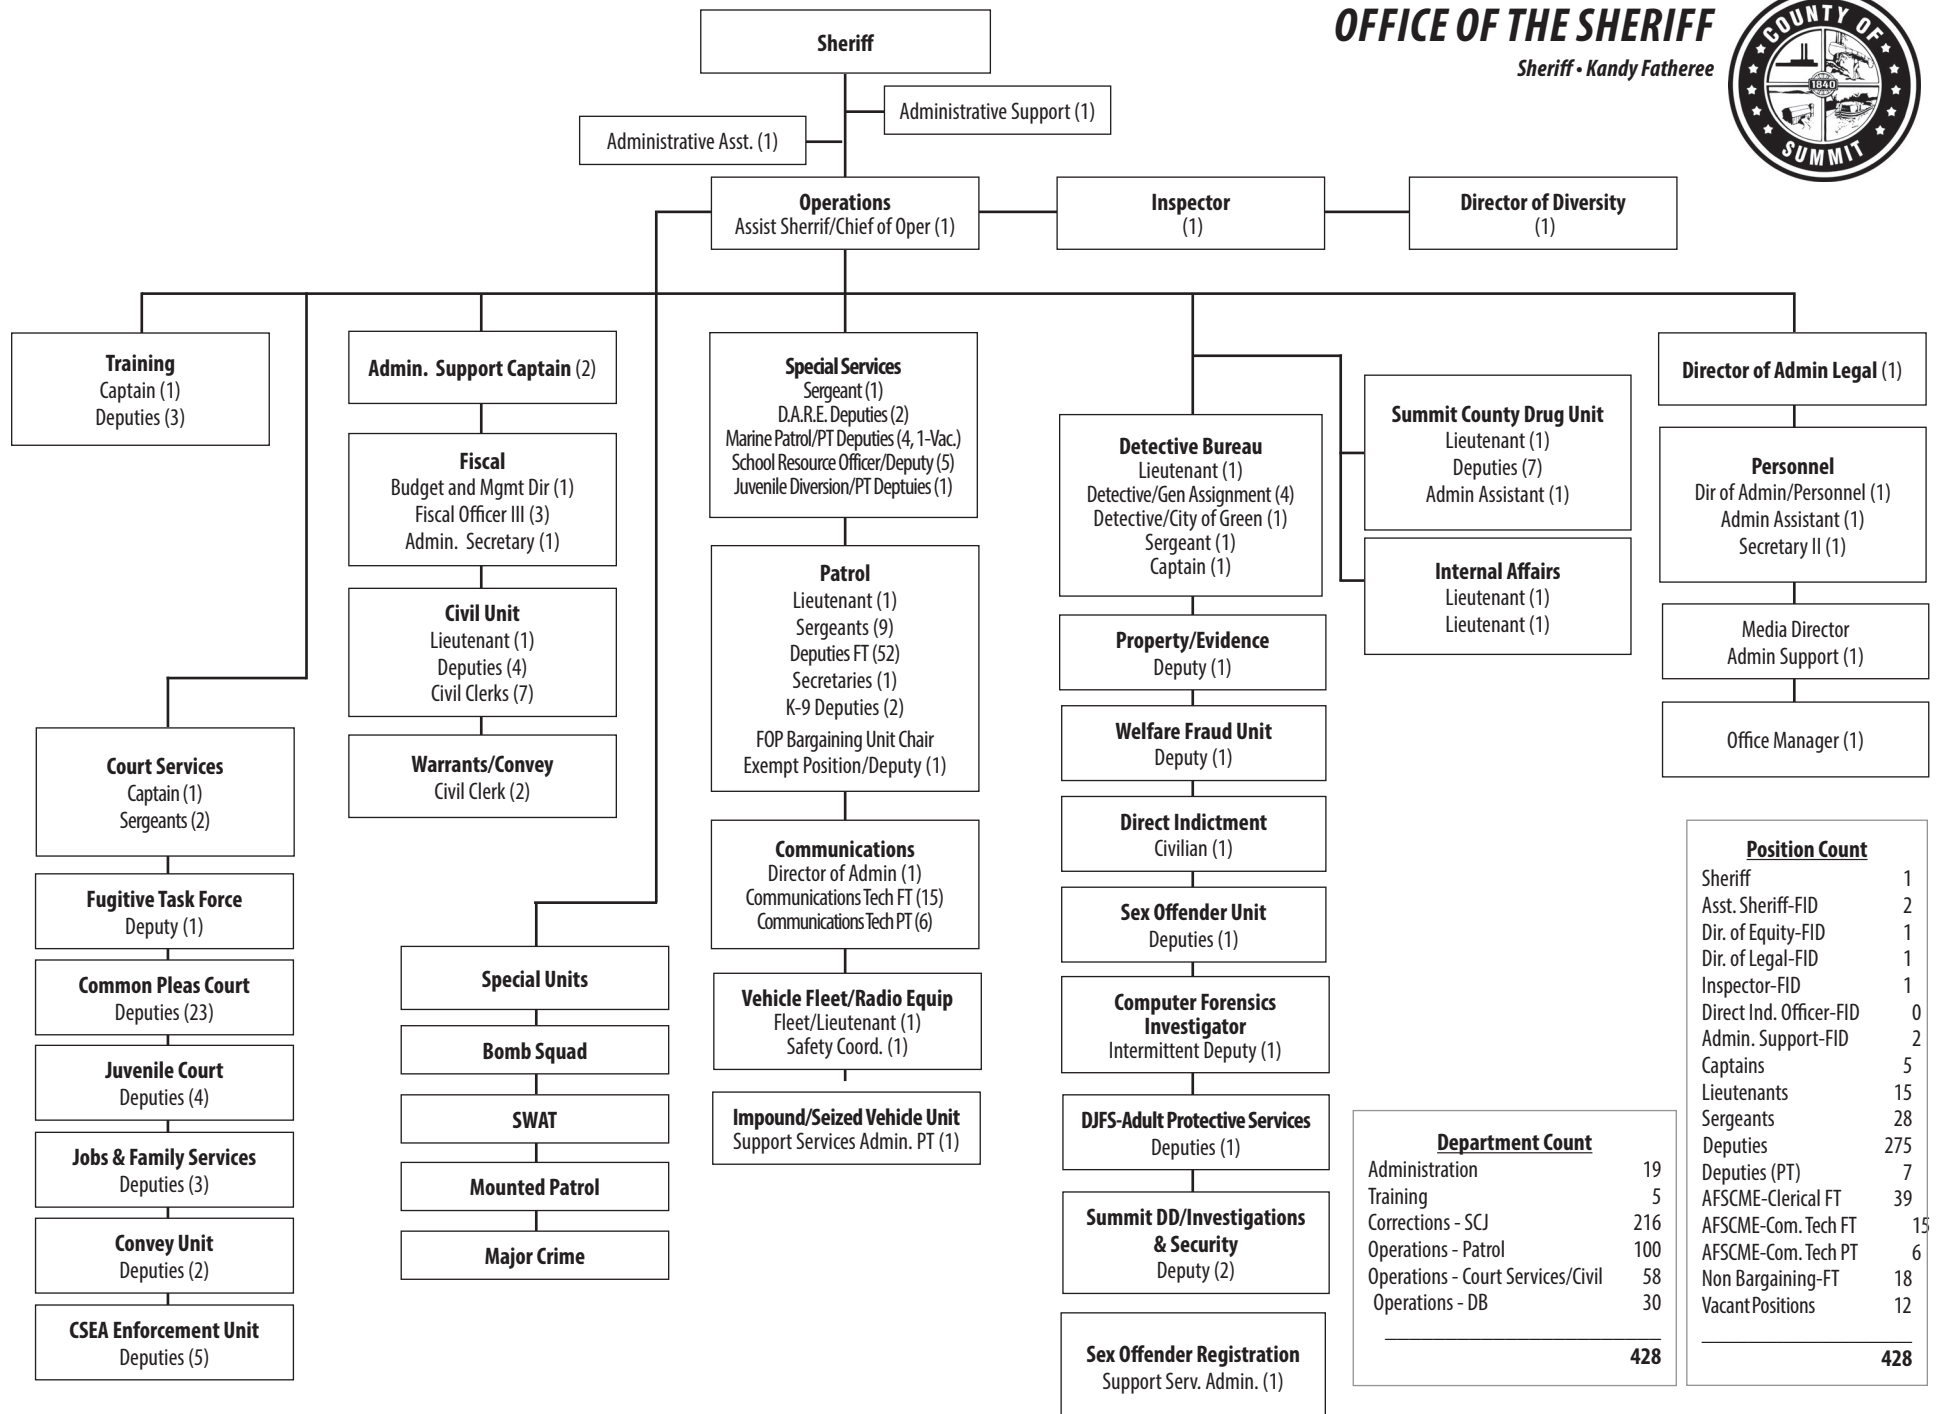 OFFICE OF THE SHERIFF
Sheriff • Kandy Fatheree
COUNTY OF
1840
SUMMIT
Sheriff
Administrative Support (1)
Administrative Asst. (1)
Operations
Assist Sherrif/Chief of Oper (1)
Inspector
(1)
Director of Diversity
(1)
Training
Captain (1)
Deputies (3)
Court Services
Captain (1)
Sergeants (2)
Fugitive Task Force
Deputy (1)
Common Pleas Court
Deputies (23)
Juvenile Court
Deputies (4)
Jobs & Family Services
Deputies (3)
Convey Unit
Deputies (2)
CSEA Enforcement Unit
Deputies (5)
Admin. Support Captain (2)
Fiscal
Budget and Mgmt Dir (1)
Fiscal Officer III (3)
Admin. Secretary (1)
Civil Unit
Lieutenant (1)
Deputies (4)
Civil Clerks (7)
Warrants/Convey
Civil Clerk (2)
Special Units
Bomb Squad
SWAT
Mounted Patrol
Major Crime
Special Services
Sergeant (1)
D.A.R.E. Deputies (2)
Marine Patrol/PT Deputies (4, 1-Vac.)
School Resource Officer/Deputy (5)
Juvenile Diversion/PT Deptuies (1)
Patrol
Lieutenant (1)
Sergeants (9)
Deputies FT (52)
Secretaries (1)
K-9 Deputies (2)
FOP Bargaining Unit Chair
Exempt Position/Deputy (1)
Communications
Director of Admin (1)
Communications Tech FT (15)
Communications Tech PT (6)
Vehicle Fleet/Radio Equip
Fleet/Lieutenant (1)
Safety Coord. (1)
Impound/Seized Vehicle Unit
Support Services Admin. PT (1)
Detective Bureau
Lieutenant (1)
Detective/Gen Assignment (4)
Detective/City of Green (1)
Sergeant (1)
Captain (1)
Property/Evidence
Deputy (1)
Welfare Fraud Unit
Deputy (1)
Direct Indictment
Civilian (1)
Sex Offender Unit
Deputies (1)
Computer Forensics
Investigator
Intermittent Deputy (1)
DJFS-Adult Protective Services
Deputies (1)
Summit DD/Investigations
& Security
Deputy (2)
Sex Offender Registration
Support Serv. Admin. (1)
Summit County Drug Unit
Lieutenant (1)
Deputies (7)
Admin Assistant (1)
Internal Affairs
Lieutenant (1)
Lieutenant (1)
Director of Admin Legal (1)
Personnel
Dir of Admin/Personnel (1)
Admin Assistant (1)
Secretary II (1)
Media Director
Admin Support (1)
Office Manager (1)
Department Count
Administration 19
Training 5
Corrections - SCJ 216
Operations - Patrol 100
Operations - Court Services/Civil 58
Operations - DB 30
428
Position Count
Sheriff 1
Asst. Sheriff-FID 2
Dir. of Equity-FID 1
Dir. of Legal-FID 1
Inspector-FID 1
Direct Ind. Officer-FID 0
Admin. Support-FID 2
Captains 5
Lieutenants 15
Sergeants 28
Deputies 275
Deputies (PT) 7
AFSCME-Clerical FT 39
AFSCME-Com. Tech FT 15
AFSCME-Com. Tech PT 6
Non Bargaining-FT 18
Vacant Positions 12
428